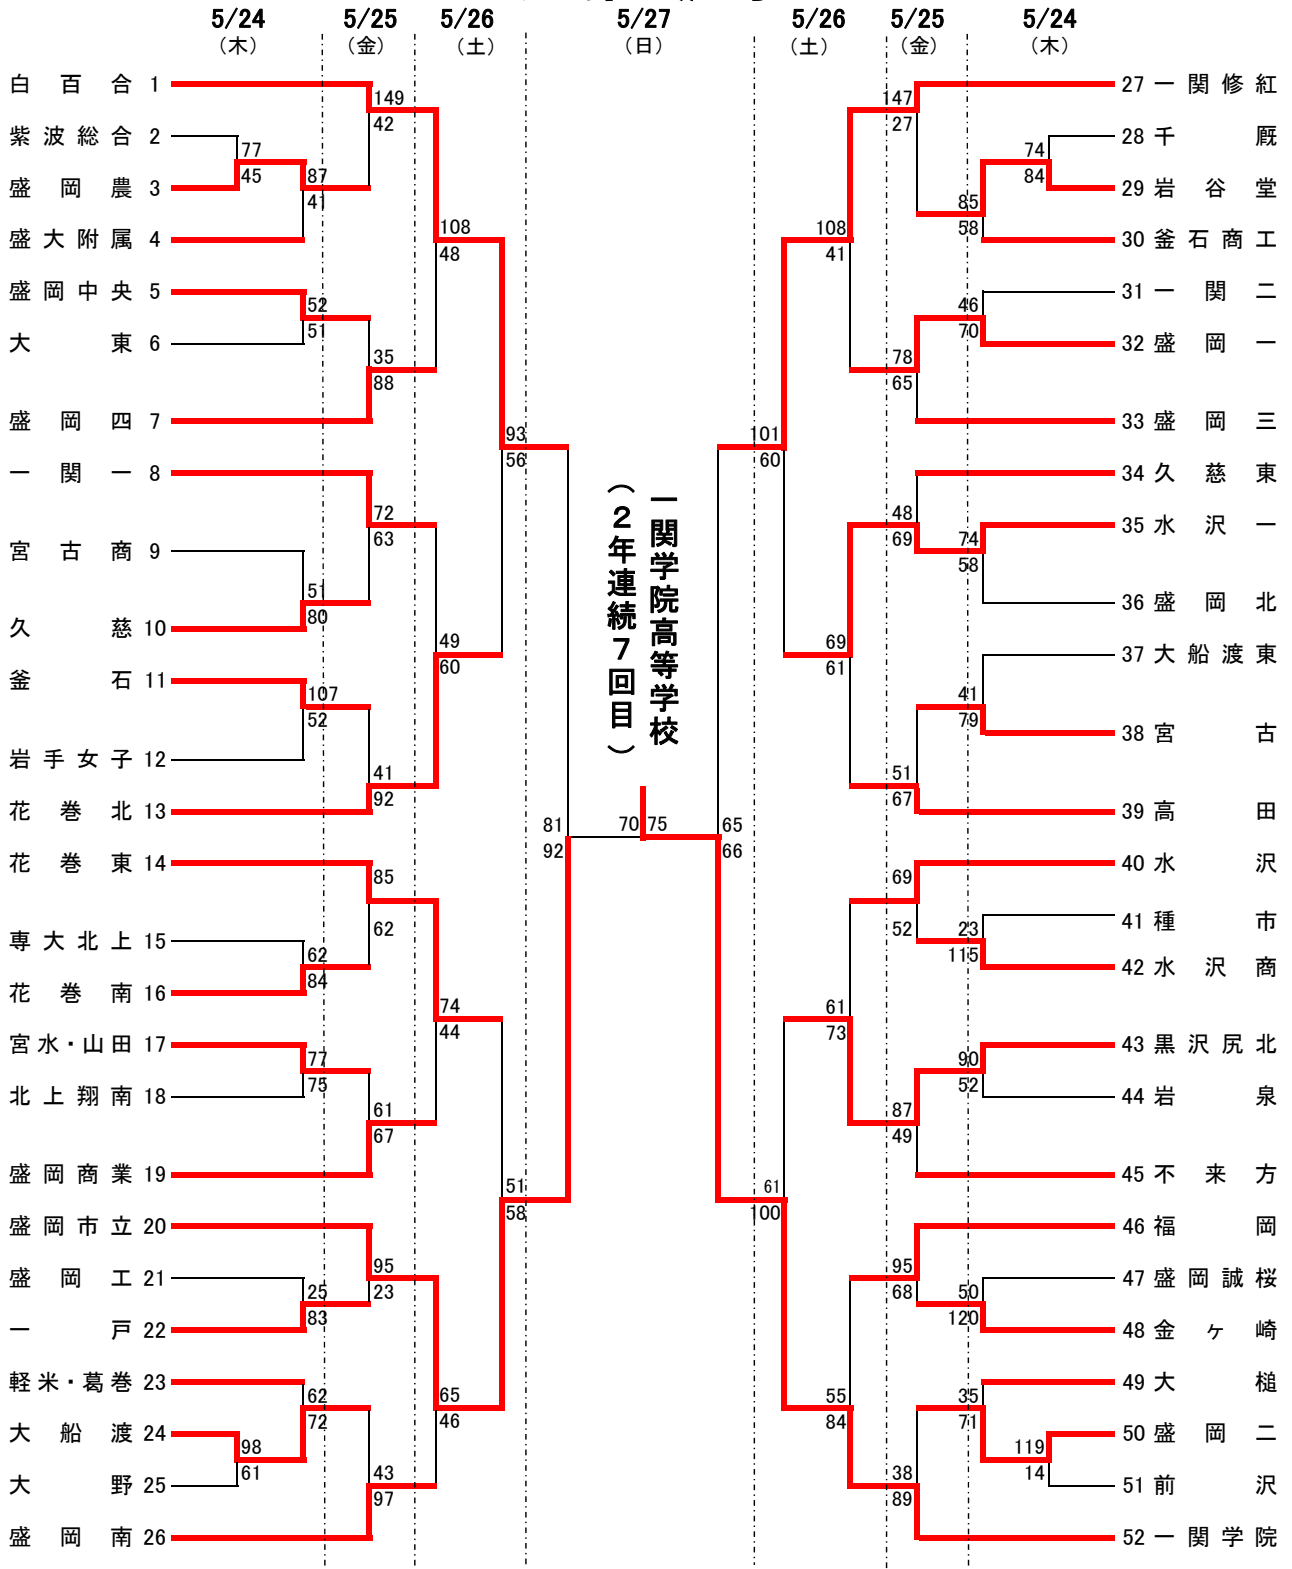 5/24 5/25 5/26 5/27 5/26 5/25 5/24
（木） （金） （土） （日） （土） （金） （木）
白百合 1
紫波総合 2
盛岡農 3
盛大附属 4
盛岡中央 5
大東 6
盛岡四 7
一関一 8
宮古商 9
久慈 10
釜石 11
岩手女子 12
花巻北 13
花巻東 14
専大北上 15
花巻南 16
宮水・山田 17
北上翔南 18
盛岡商業 19
盛岡市立 20
盛岡工 21
一戸 22
軽米・葛巻 23
大船渡 24
大野 25
盛岡南 26
77
45
87
41
52
51
51
80
107
52
62
84
77
75
25
83
62
72
98
61
149
42
35
88
72
63
41
92
85
62
61
67
95
23
43
97
108
48
49
60
74
44
65
46
93
56
51
58
81
92
一関学院高等学校
（２年連続７回目）
70 75
65
66
101
60
61
100
108
41
69
61
61
73
55
84
147
27
78
65
48
69
51
67
69
52
87
49
95
68
38
89
74
84
85
58
46
70
74
58
41
79
23
115
90
52
50
120
35
71
119
14
27 一関修紅
28 千厩
29 岩谷堂
30 釜石商工
31 一関二
32 盛岡一
33 盛岡三
34 久慈東
35 水沢一
36 盛岡北
37 大船渡東
38 宮古
39 高田
40 水沢
41 種市
42 水沢商
43 黒沢尻北
44 岩泉
45 不来方
46 福岡
47 盛岡誠桜
48 金ヶ崎
49 大槌
50 盛岡二
51 前沢
52 一関学院